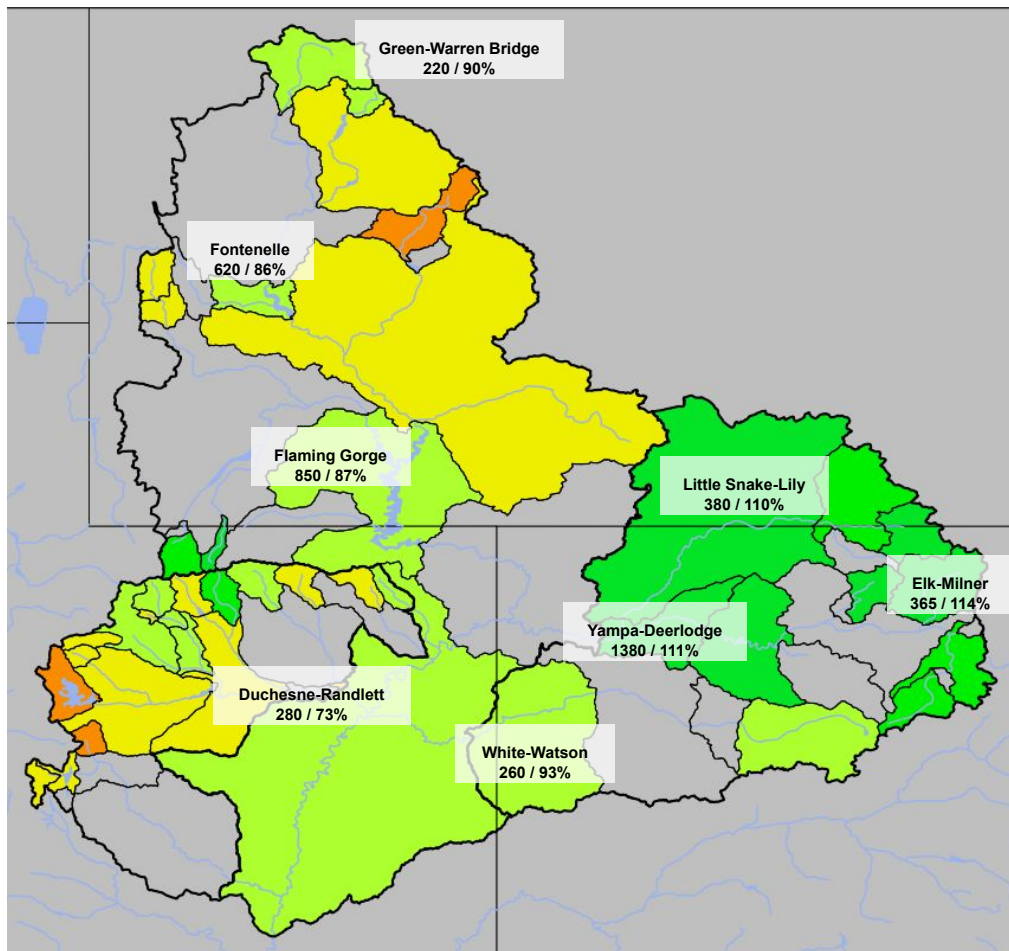 Green-Warren Bridge
220 / 90%
Fontenelle
620 / 86%
Flaming Gorge
850 / 87%
Little Snake-Lily
380 / 110%
Elk-Milner
365 / 114%
Yampa-Deerlodge
1380 / 111%
Duchesne-Randlett
280 / 73%
White-Watson
260 / 93%